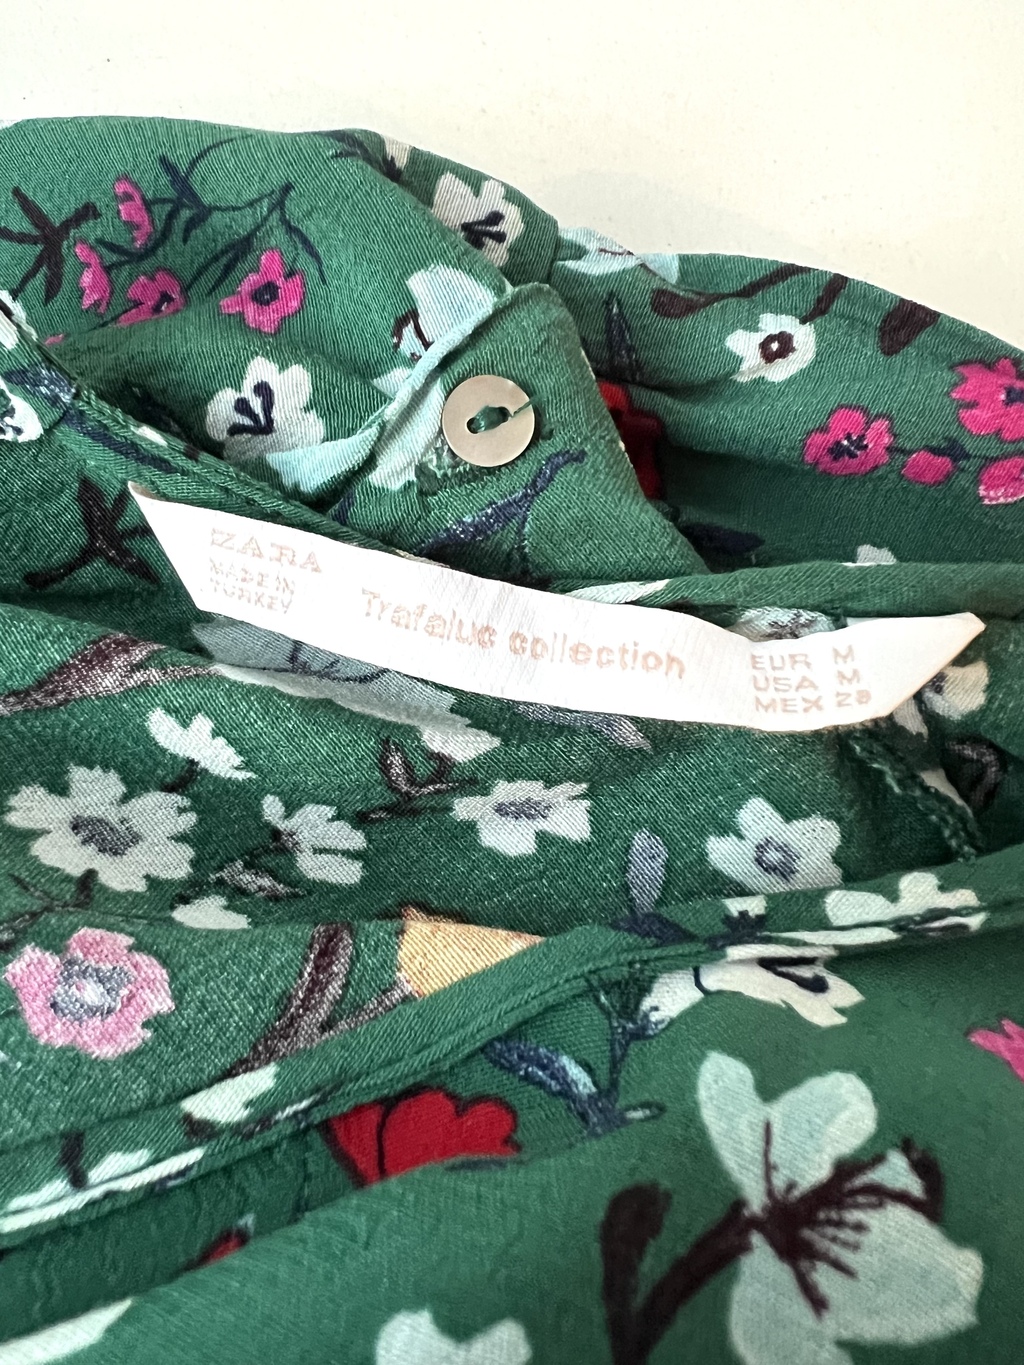 ZARA
MADE IN
TURKEY
Trafaluc collection
EUR M
USA M
MEX 28